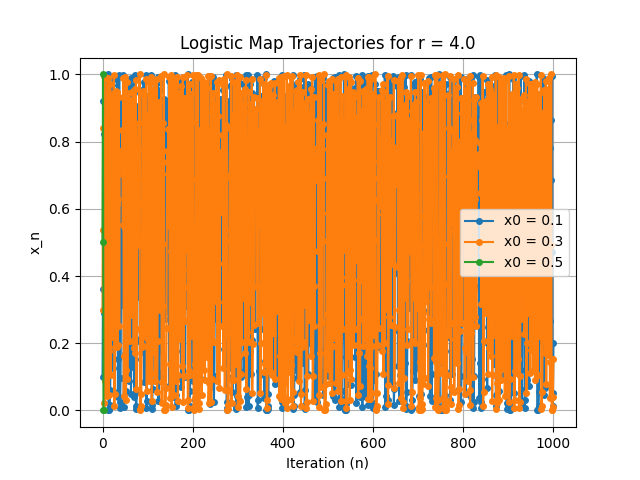 Logistic Map Trajectories for r = 4.0
1.0
0.8
0.6
0.4
0.2
0.0
x_n
x0 = 0.1
x0 = 0.3
x0 = 0.5
0 200 400 600 800 1000
Iteration (n)